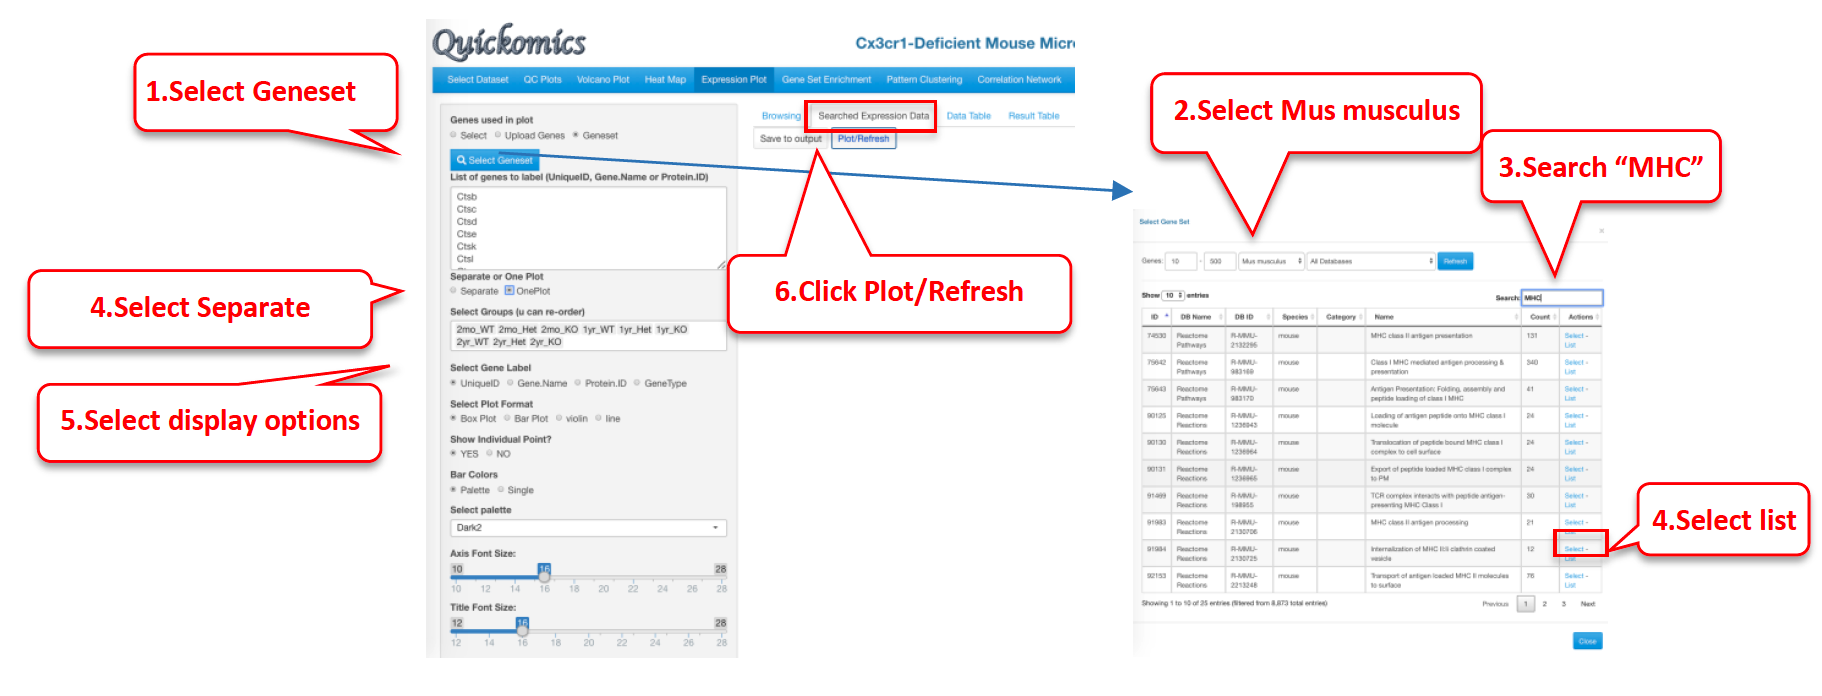 Quickomics
Cx3cr1-Deficient Mouse Micr
Select Dataset QC Plots Volcano Plot Heat Map Expression Plot Gene Set Enrichment Pattern Clustering Correlation Network
1.Select Geneset
Genes used in plot
Select Upload Genes Geneset
Select Geneset
List of genes to label (UniqueID, Gene.Name or Protein.ID)
Ctsb
Ctsc
Ctsd
Ctse
Ctsk
Ctsl
Separate or One Plot
Separate OnePlot
4.Select Separate
Select Groups (u can re-order)
2mo_WT 2mo_Het 2mo_KO 1yr_WT 1yr_Het 1yr_KO
2yr_WT 2yr_Het 2yr_KO
Select Gene Label
UniqueID Gene.Name Protein.ID GeneType
5.Select display options
Select Plot Format
Box Plot Bar Plot violin line
Show Individual Point?
YES NO
Bar Colors
Palette Single
Select palette
Dark2
Axis Font Size:
10 16 28
10 12 14 16 18 20 22 24 26 28
Title Font Size:
12 16 28
12 14 16 18 20 22 24 26 28
Browsing Searched Expression Data Data Table Result Table
Save to output Plot/Refresh
6.Click Plot/Refresh
2.Select Mus musculus
3.Search “MHC”
Select Gene Set
×
Genes: 10 - 500 Mus musculus All Databases Refresh
Show 10 entries
Search: MHC
ID DB Name DB ID Species Category Name Count Actions
74530 Reactome Pathways R-MMU-2132295 mouse MHC class II antigen presentation 131 Select - List
75642 Reactome Pathways R-MMU-983169 mouse Class I MHC mediated antigen processing & presentation 340 Select - List
75643 Reactome Pathways R-MMU-983170 mouse Antigen Presentation: Folding, assembly and peptide loading of class I MHC 41 Select - List
90125 Reactome Reactions R-MMU-1236943 mouse Loading of antigen peptide onto MHC class I molecule 24 Select - List
90130 Reactome Reactions R-MMU-1236964 mouse Translocation of peptide bound MHC class I complex to cell surface 24 Select - List
90131 Reactome Reactions R-MMU-1236965 mouse Export of peptide loaded MHC class I complex to PM 24 Select - List
91469 Reactome Reactions R-MMU-198955 mouse TCR complex interacts with peptide antigen-presenting MHC Class I 30 Select - List
91983 Reactome Reactions R-MMU-2130706 mouse MHC class II antigen processing 21 Select -
91984 Reactome Reactions R-MMU-2130725 mouse Internalization of MHC II:Ii clathrin coated vesicle 12 Select -
92153 Reactome Reactions R-MMU-2213248 mouse Transport of antigen loaded MHC II molecules to surface 76 Select - List
4.Select list
Showing 1 to 10 of 25 entries (filtered from 8,873 total entries)
Previous 1 2 3 Next
Close